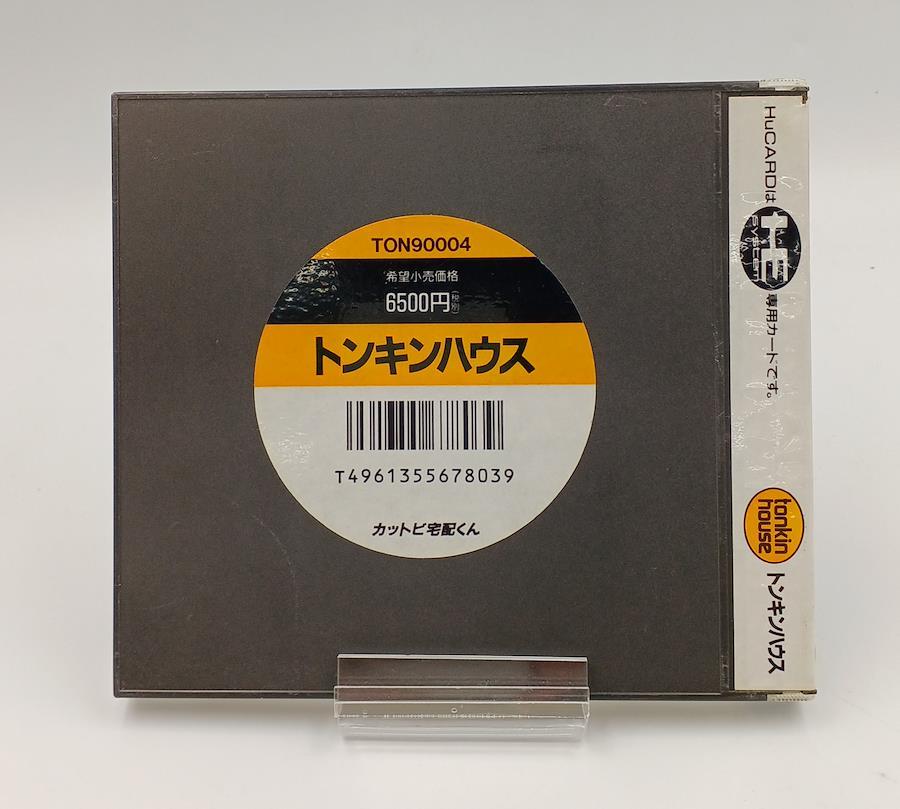 TON90004
希望小売価格
6500円(税別)
トンキンハウス
T4961355678039
カットビ宅配くん
HuCARDは HE SYSTEM 専用カードです。
tonkin
house
トンキンハウス